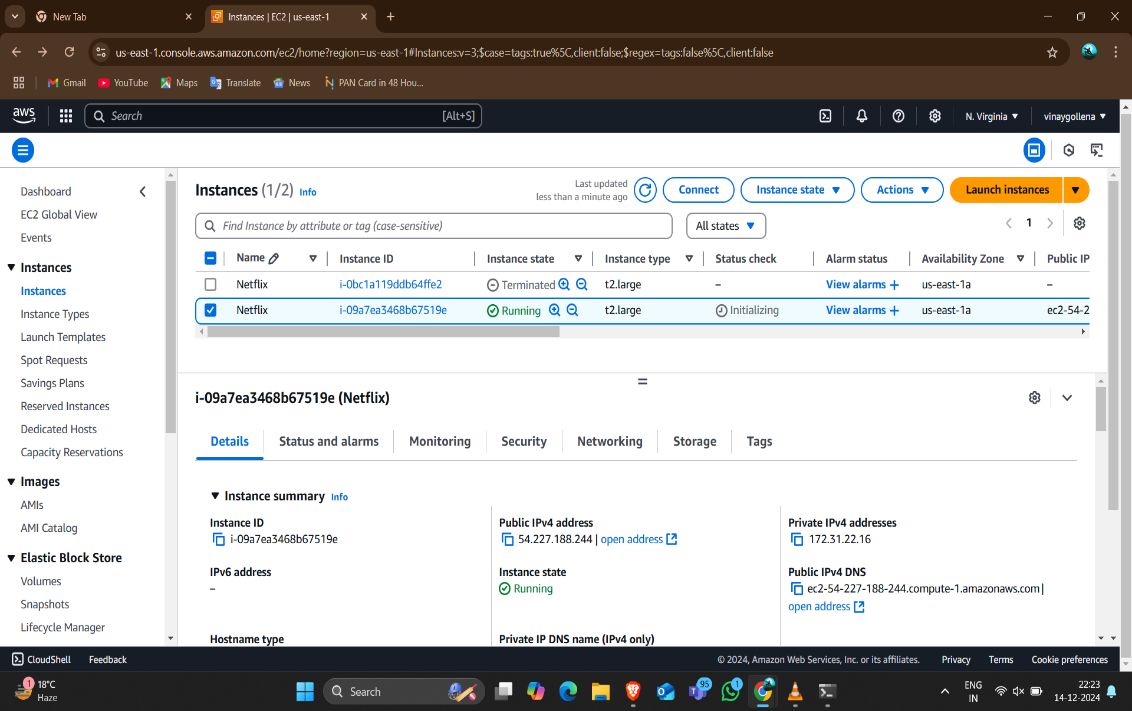 New Tab
Instances | EC2 | us-east-1
us-east-1.console.aws.amazon.com/ec2/home?region=us-east-1#Instances:v=3;$case=tags:true%5C,client:false;$regex=tags:false%5C,client:false
Gmail YouTube Maps Translate News PAN Card in 48 Hou...
aws Search [Alt+S] N. Virginia ▼ vinaygollena ▼
Dashboard
EC2 Global View
Events
Instances
Instances
Instance Types
Launch Templates
Spot Requests
Savings Plans
Reserved Instances
Dedicated Hosts
Capacity Reservations
Images
AMIs
AMI Catalog
Elastic Block Store
Volumes
Snapshots
Lifecycle Manager
Instances (1/2) Info
Last updated
less than a minute ago
Connect Instance state Actions Launch instances
Find Instance by attribute or tag (case-sensitive) All states 1
Name Instance ID Instance state Instance type Status check Alarm status Availability Zone Public IP
Netflix i-0bc1a119ddb64ffe2 Terminated t2.large – View alarms + us-east-1a –
Netflix i-09a7ea3468b67519e Running t2.large Initializing View alarms + us-east-1a ec2-54-2
i-09a7ea3468b67519e (Netflix)
Details Status and alarms Monitoring Security Networking Storage Tags
Instance summary Info
Instance ID
i-09a7ea3468b67519e
Public IPv4 address
54.227.188.244 | open address
Private IPv4 addresses
172.31.22.16
IPv6 address
–
Instance state
Running
Public IPv4 DNS
ec2-54-227-188-244.compute-1.amazonaws.com |
open address
Hostname type
Private IP DNS name (IPv4 only)
CloudShell Feedback © 2024, Amazon Web Services, Inc. or its affiliates. Privacy Terms Cookie preferences
1
18°C
Haze
Search
95
1
ENG
IN
22:23
14-12-2024